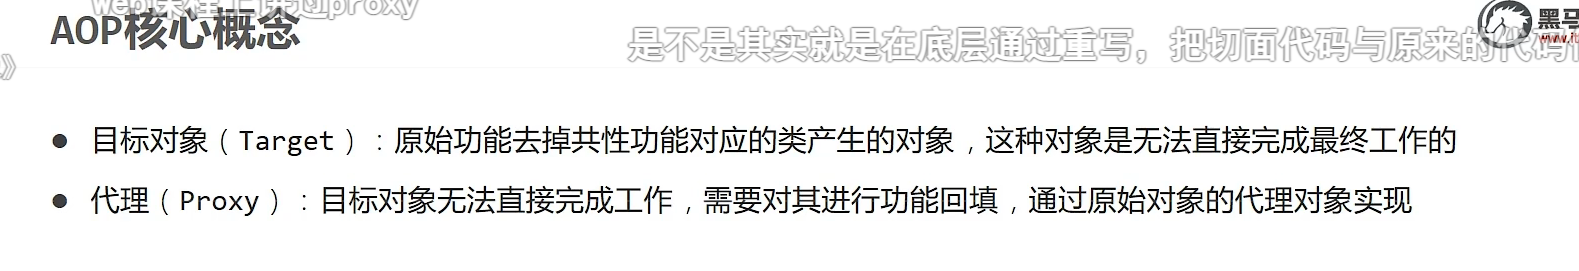 web课程上讲过proxy
AOP核心概念
是不是其实就是在底层通过重写，把切面代码与原来的代码
黑马
www.it
》
● 目标对象（Target）：原始功能去掉共性功能对应的类产生的对象，这种对象是无法直接完成最终工作的
● 代理（Proxy）：目标对象无法直接完成工作，需要对其进行功能回填，通过原始对象的代理对象实现